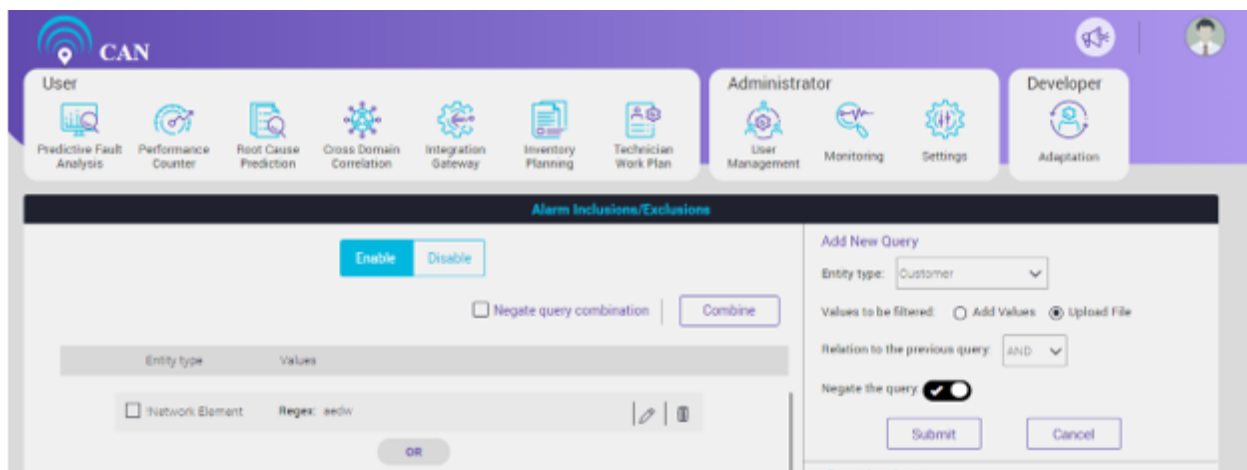 CAN
User
Administrator
Developer
Predictive Fault Analysis
Performance Counter
Root Cause Prediction
Cross Domain Correlation
Integration Gateway
Inventory Planning
Technician Work Plan
User Management
Monitoring
Settings
Adaptation
Alarm Inclusions/Exclusions
Enable
Disable
Negate query combination
Combine
Entity type
Values
!Network Element
Regex: aedw
OR
Add New Query
Entity type: Customer
Values to be filtered: Add Values Upload File
Relation to the previous query: AND
Negate the query:
Submit
Cancel